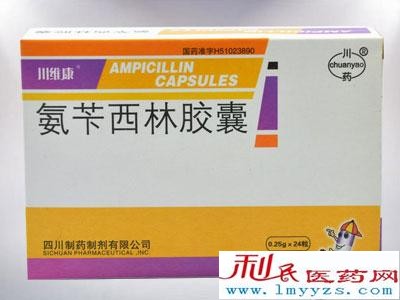 国药准字H51023890
川维康
AMPICILLIN
CAPSULES
川
®
chuanyao
药
氨苄西林胶囊
0.25g×24粒
四川制药制剂有限公司
SICHUAN PHARMACEUTICAL ,INC.
利民医药网
www.lmyyzs.com